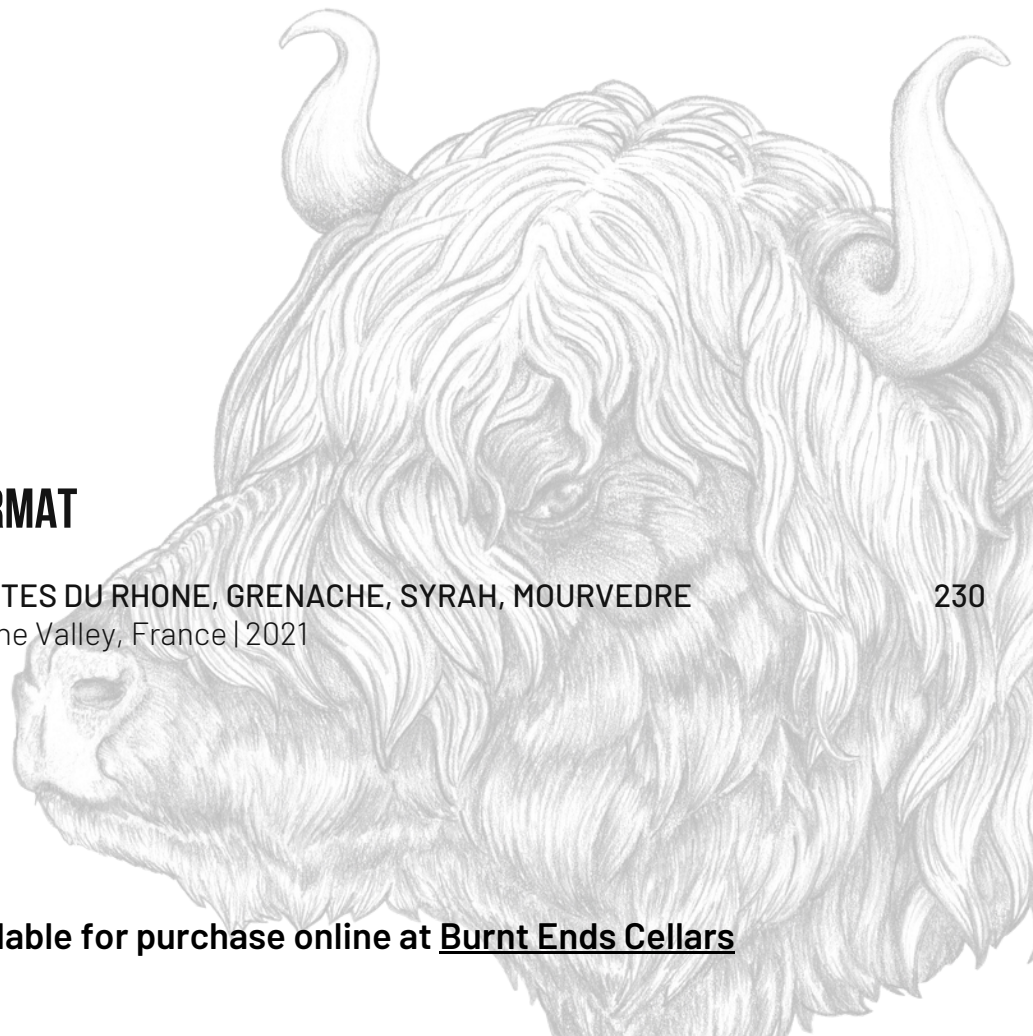 RMAT
TES DU RHONE, GRENACHE, SYRAH, MOURVEDRE 230
ne Valley, France | 2021
lable for purchase online at Burnt Ends Cellars